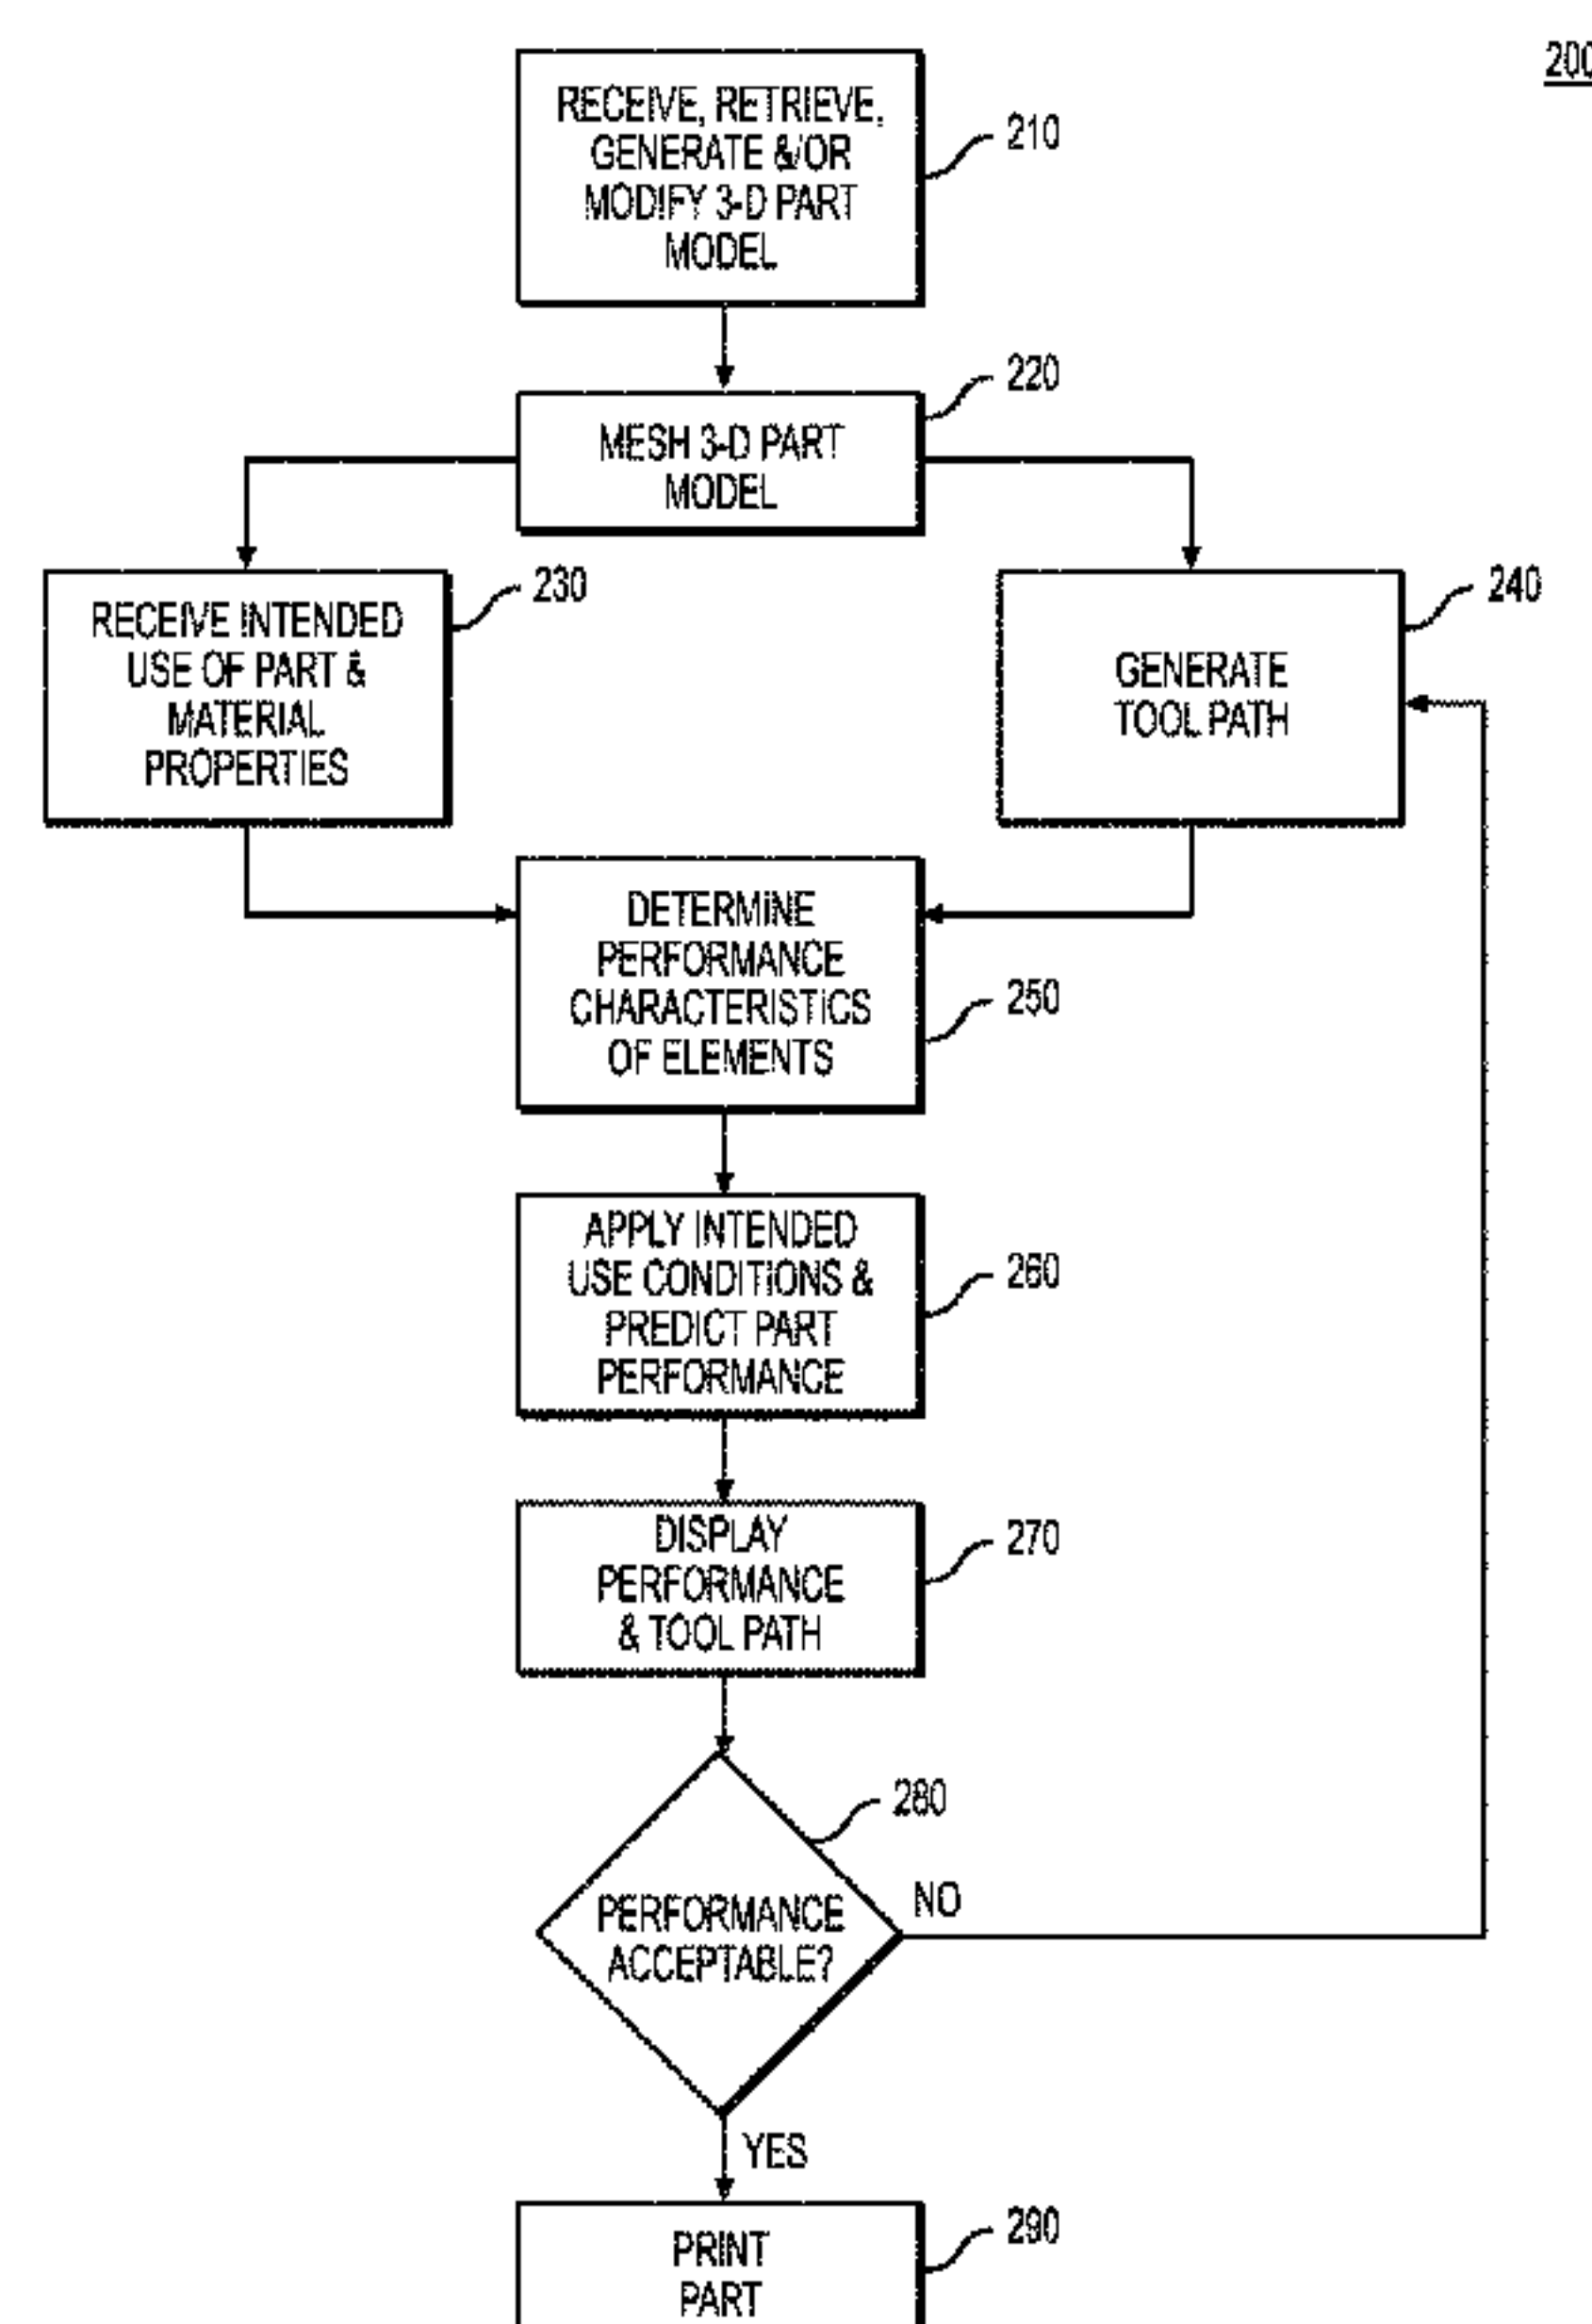 200
RECEIVE, RETRIEVE,
GENERATE &/OR
MODIFY 3-D PART
MODEL
210
220
MESH 3-D PART
MODEL
230
RECEIVE INTENDED
USE OF PART &
MATERIAL
PROPERTIES
240
GENERATE
TOOL PATH
DETERMINE
PERFORMANCE
CHARACTERISTICS
OF ELEMENTS
250
APPLY INTENDED
USE CONDITIONS &
PREDICT PART
PERFORMANCE
260
DISPLAY
PERFORMANCE
& TOOL PATH
270
280
PERFORMANCE
ACCEPTABLE?
NO
YES
PRINT
PART
290